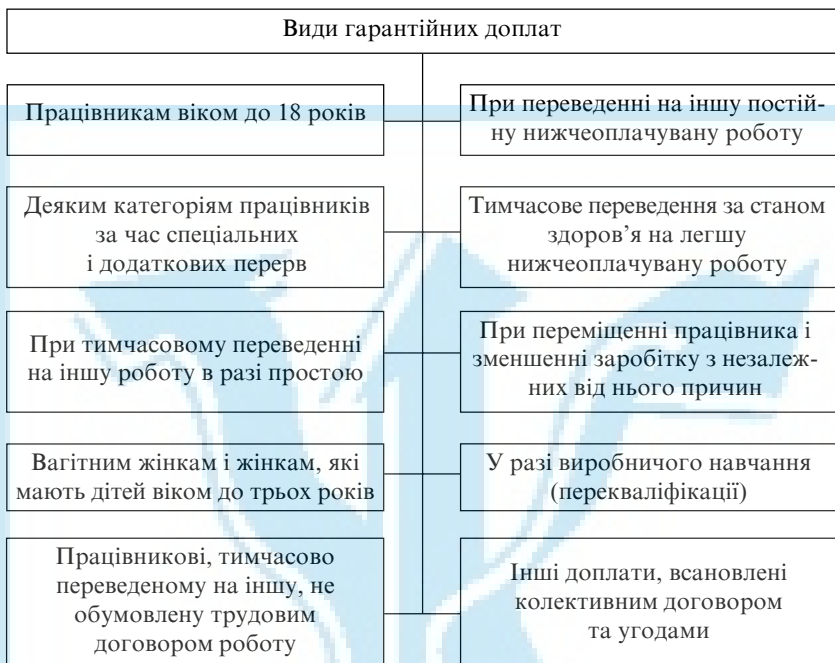 Види гарантійних доплат
Працівникам віком до 18 років
При переведенні на іншу постій-
ну нижчеоплачувану роботу
Деяким категоріям працівників
за час спеціальних
і додаткових перерв
Тимчасове переведення за станом
здоров’я на легшу
нижчеоплачувану роботу
При тимчасовому переведенні
на іншу роботу в разі простою
При переміщенні працівника і
зменшенні заробітку з незалеж-
них від нього причин
Вагітним жінкам і жінкам, які
мають дітей віком до трьох років
У разі виробничого навчання
(перекваліфікації)
Працівникові, тимчасово
переведеному на іншу, не
обумовлену трудовим
договором роботу
Інші доплати, всановлені
колективним договором
та угодами